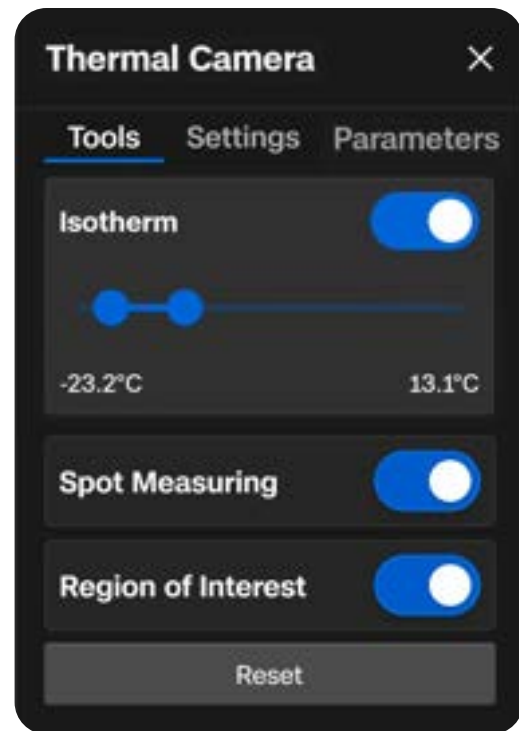 Thermal Camera
Tools Settings Parameters
Isotherm
-23.2°C 13.1°C
Spot Measuring
Region of Interest
Reset